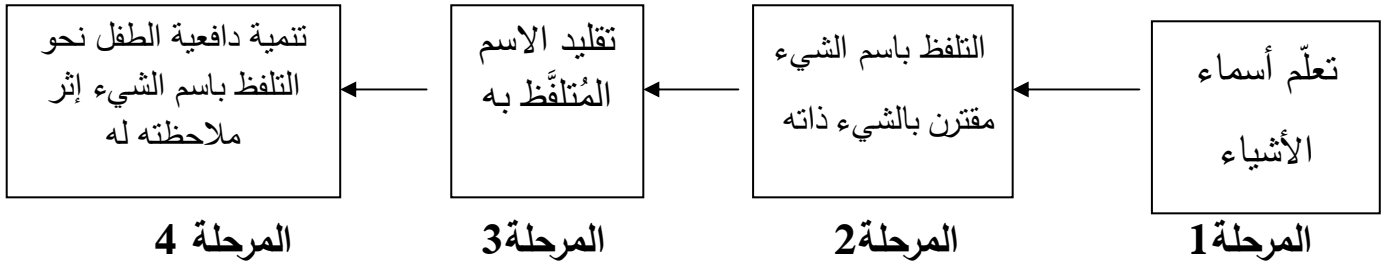 تعلّم أسماء
الأشياء
المرحلة1
التلفظ باسم الشيء
مقترن بالشيء ذاته
المرحلة2
تقليد الاسم
المُتلفَّظ به
المرحلة3
تنمية دافعية الطفل نحو
التلفظ باسم الشيء إثر
ملاحظته له
المرحلة 4